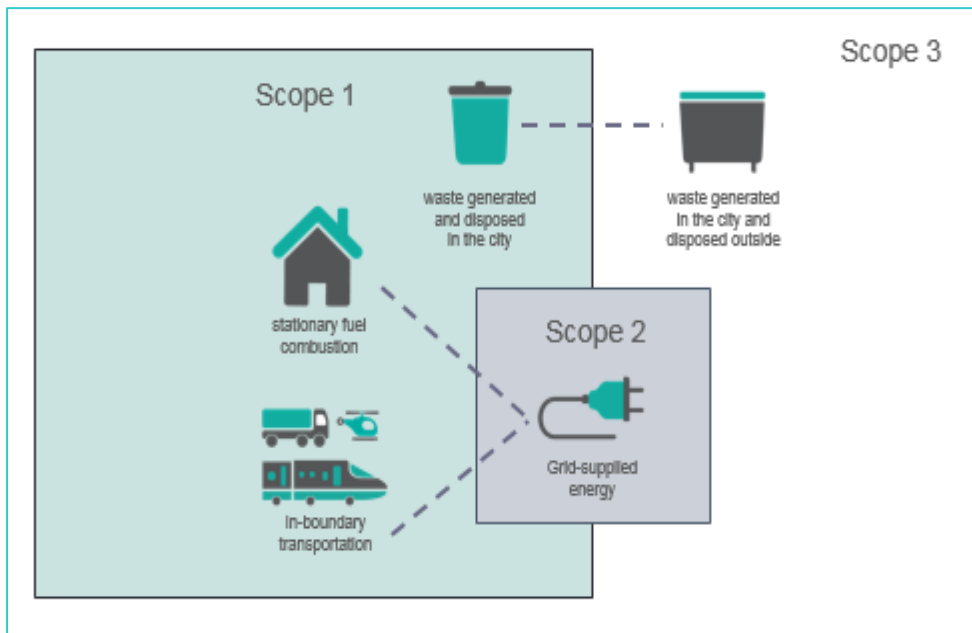 Scope 3
Scope 1
waste generated
and disposed
in the city
waste generated
in the city and
disposed outside
stationary fuel
combustion
Scope 2
Grid-supplied
energy
in-boundary
transportation